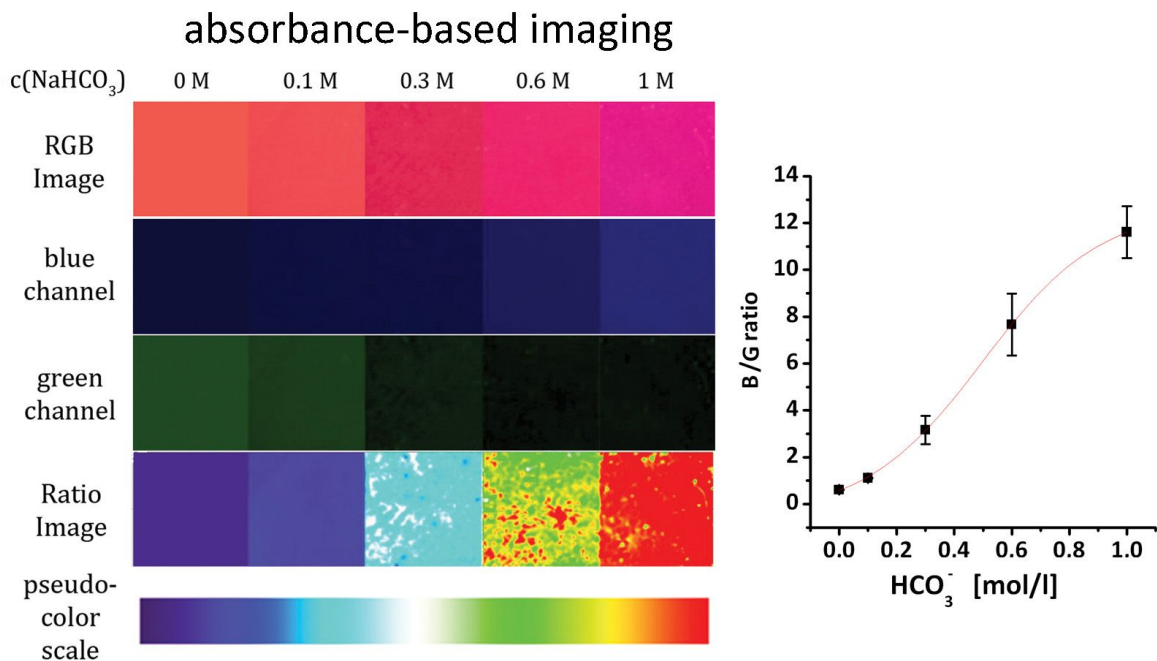 absorbance-based imaging
c(NaHCO₃) 0 M 0.1 M 0.3 M 0.6 M 1 M
RGB
Image
blue
channel
green
channel
Ratio
Image
pseudo-
color
scale
14
12
10
8
6
4
2
0
B/G ratio
0.0 0.2 0.4 0.6 0.8 1.0
HCO₃⁻ [mol/l]